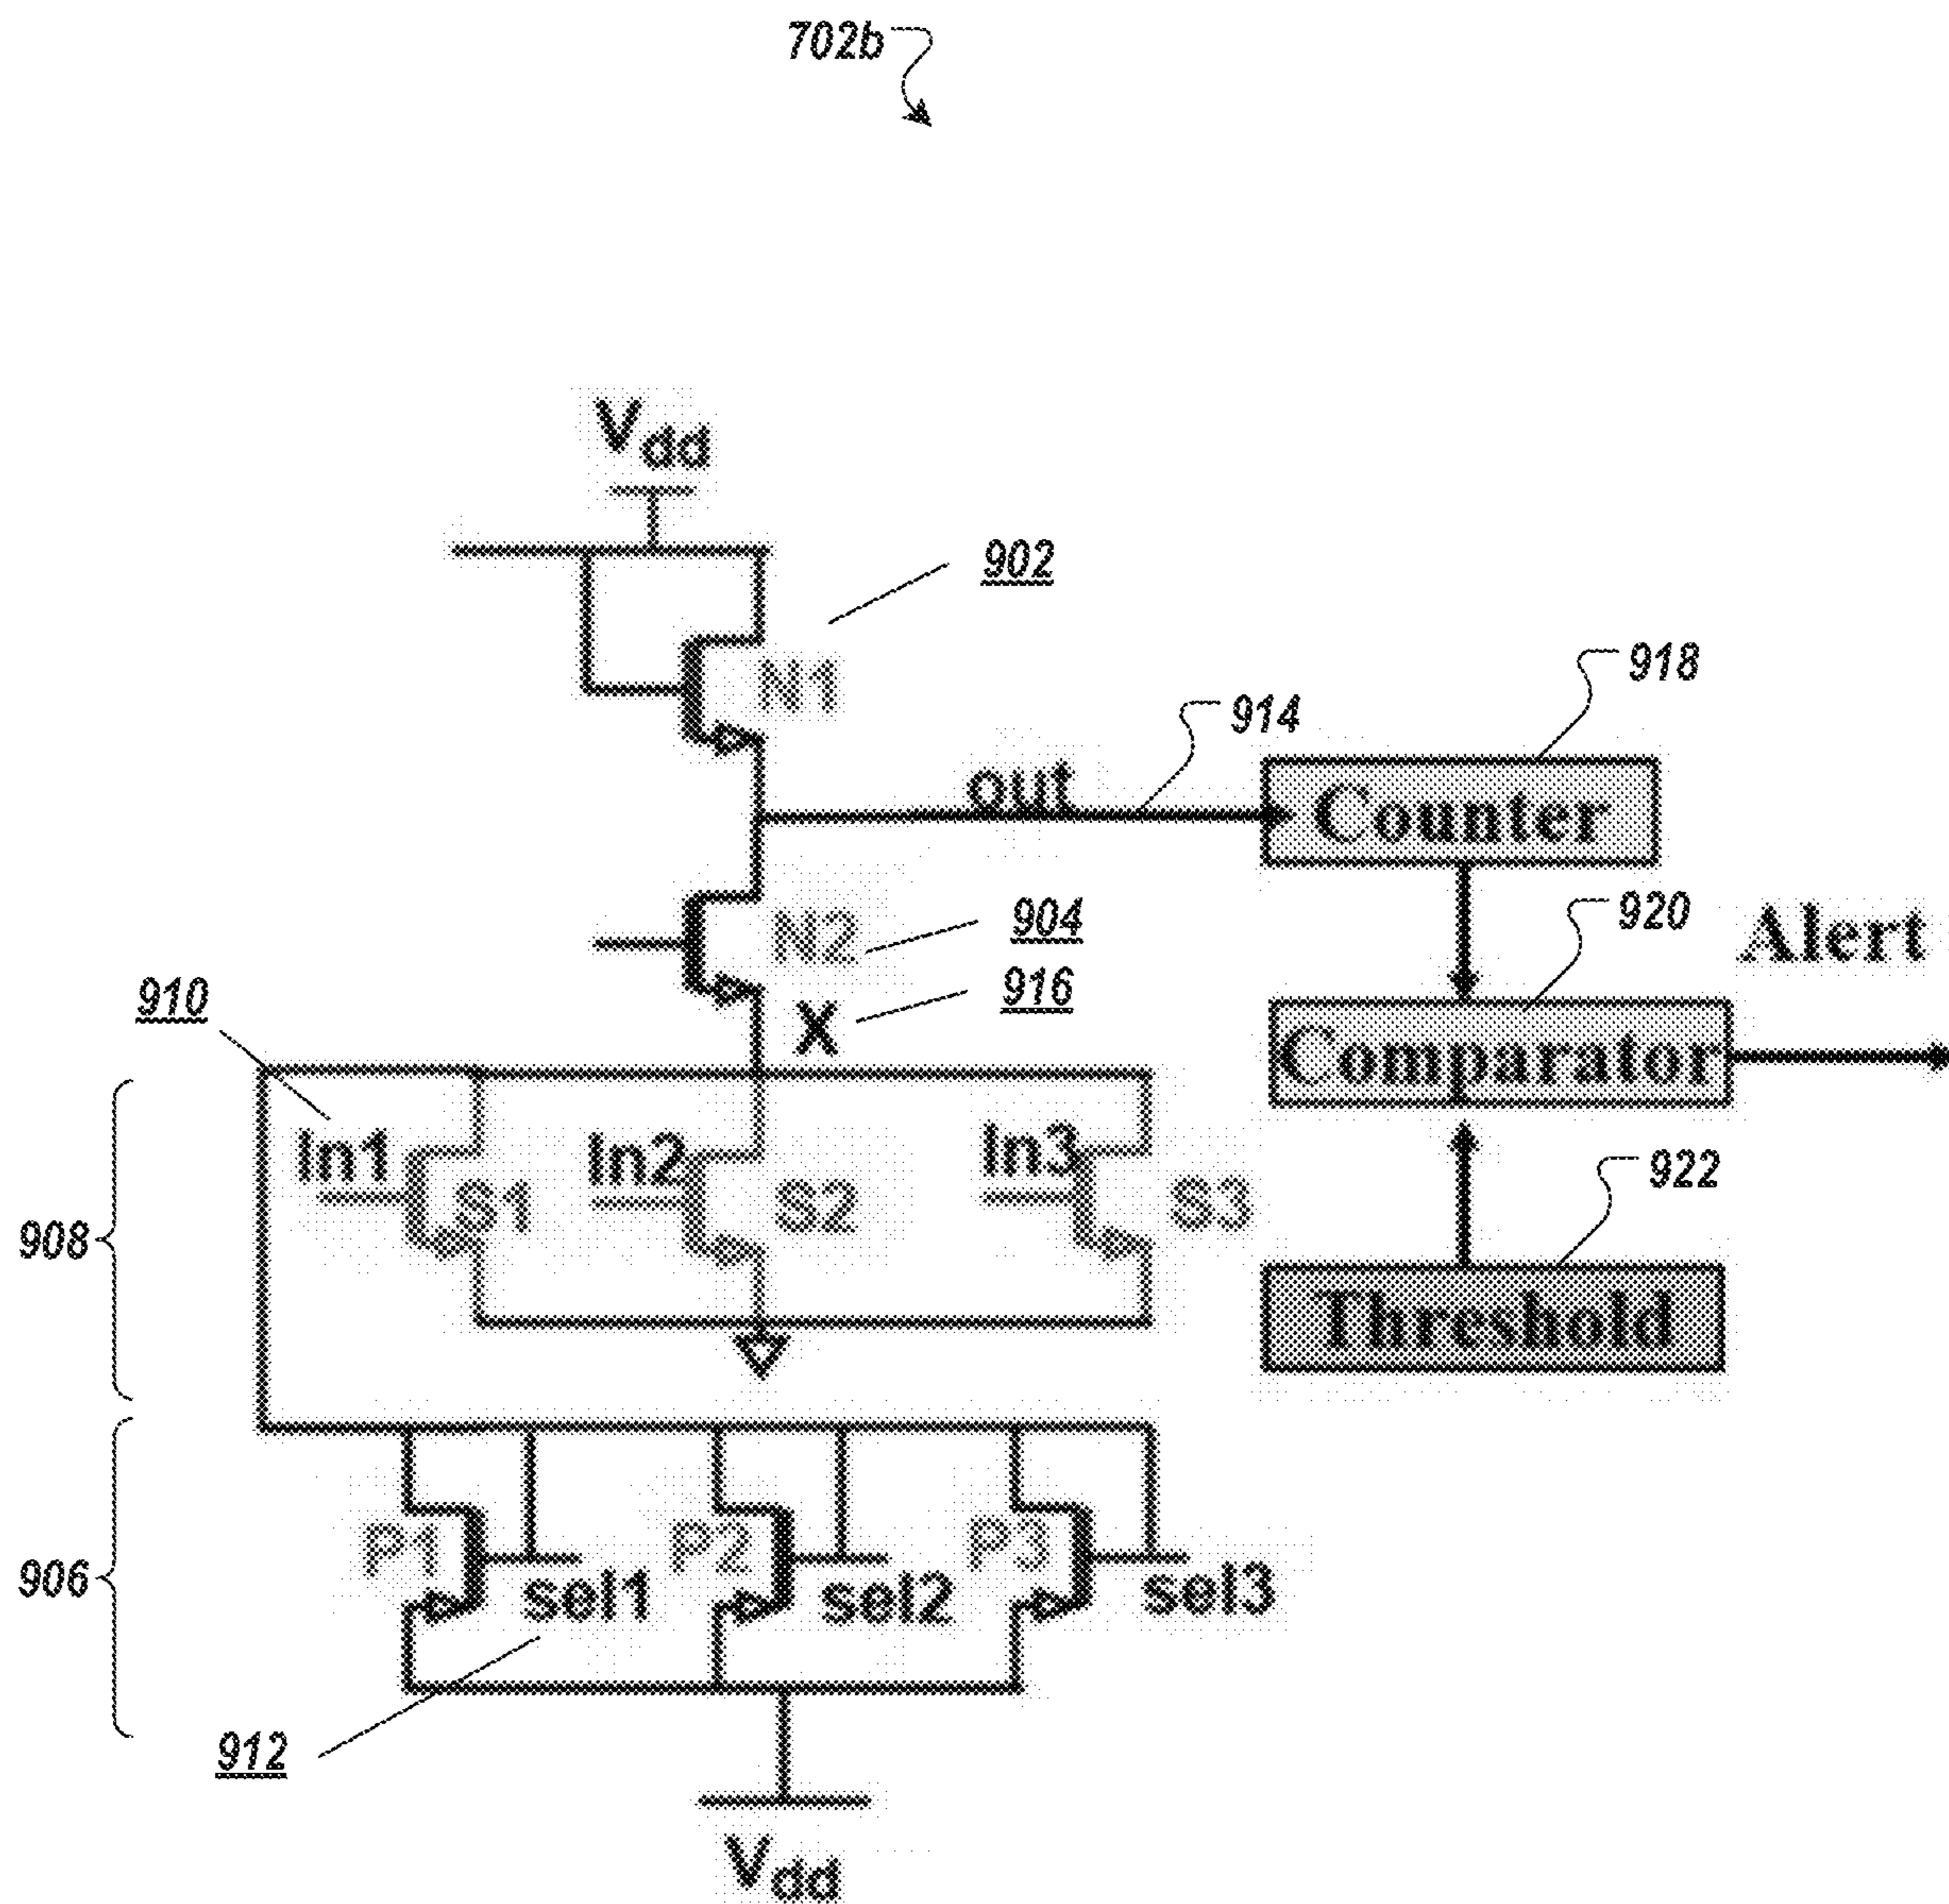 702b
Vdd
902
N1
918
914
out
Counter
N2
904
920
Alert
916
X
910
Comparator
In1
In2
In3
S1
S2
S3
922
908
Threshold
P1
P2
P3
sel1
sel2
sel3
906
912
Vdd